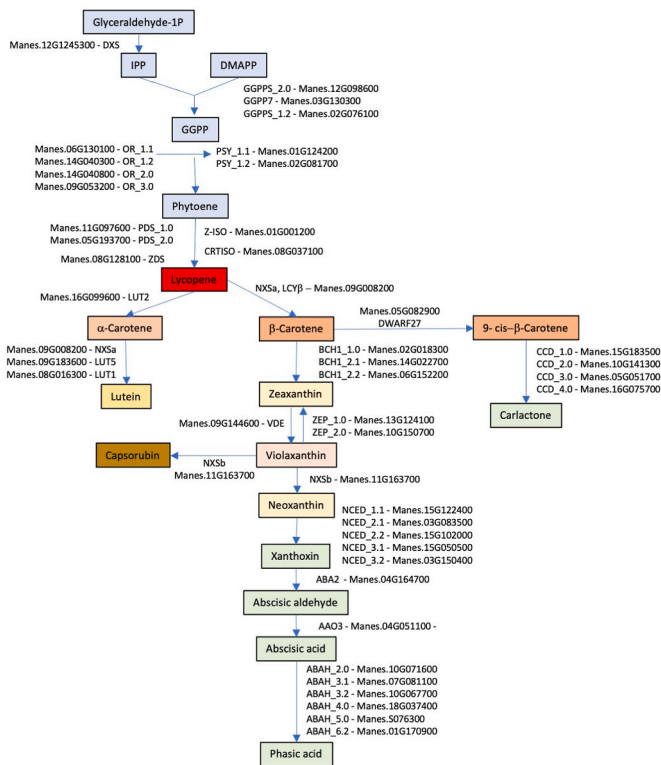 Glyceraldehyde-1P
Manes.12G1245300 - DXS
IPP
DMAPP
GGPPS_2.0 - Manes.12G098600
GGPP7 - Manes.03G130300
GGPPS_1.2 - Manes.02G076100
GGPP
Manes.06G130100 - OR_1.1
Manes.14G040300 - OR_1.2
Manes.14G040800 - OR_2.0
Manes.09G053200 - OR_3.0
PSY_1.1 - Manes.01G124200
PSY_1.2 - Manes.02G081700
Phytoene
Manes.11G097600 - PDS_1.0
Manes.05G193700 - PDS_2.0
Z-ISO - Manes.01G001200
CRTISO - Manes.08G037100
Manes.08G128100 - ZDS
Lycopene
NXSa, LCYβ – Manes.09G008200
Manes.16G099600 - LUT2
Manes.05G082900
DWARF27
α-Carotene
β-Carotene
9- cis–β-Carotene
Manes.09G008200 - NXSa
Manes.09G183600 - LUT5
Manes.08G016300 - LUT1
BCH1_1.0 - Manes.02G018300
BCH1_2.1 - Manes.14G022700
BCH1_2.2 - Manes.06G152200
CCD_1.0 - Manes.15G183500
CCD_2.0 - Manes.10G141300
CCD_3.0 - Manes.05G051700
CCD_4.0 - Manes.16G075700
Lutein
Zeaxanthin
Carlactone
Manes.09G144600 - VDE
ZEP_1.0 - Manes.13G124100
ZEP_2.0 - Manes.10G150700
Capsorubin
NXSb
Manes.11G163700
Violaxanthin
NXSb - Manes.11G163700
Neoxanthin
NCED_1.1 - Manes.15G122400
NCED_2.1 - Manes.03G083500
NCED_2.2 - Manes.15G102000
NCED_3.1 - Manes.15G050500
NCED_3.2 - Manes.03G150400
Xanthoxin
ABA2 - Manes.04G164700
Abscisic aldehyde
AAO3 - Manes.04G051100 -
Abscisic acid
ABAH_2.0 - Manes.10G071600
ABAH_3.1 - Manes.07G081100
ABAH_3.2 - Manes.10G067700
ABAH_4.0 - Manes.18G037400
ABAH_5.0 - Manes.S076300
ABAH_6.2 - Manes.01G170900
Phasic acid